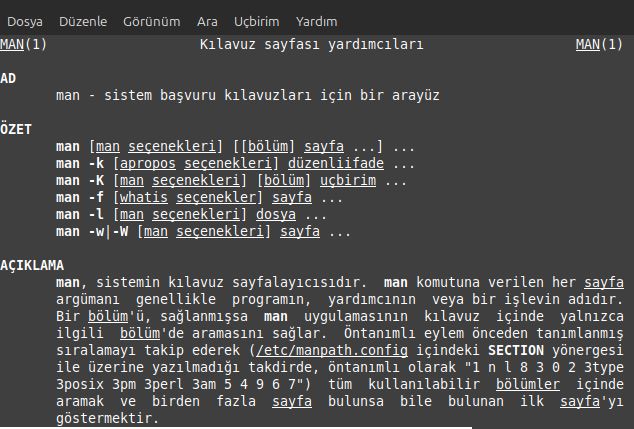 Dosya Düzenle Görünüm Ara Uçbirim Yardım
MAN(1) Kılavuz sayfası yardımcıları MAN(1)
AD
man - sistem başvuru kılavuzları için bir arayüz
ÖZET
man [man seçenekleri] [[bölüm] sayfa ...] ...
man -k [apropos seçenekleri] düzenliifade ...
man -K [man seçenekleri] [bölüm] uçbirim ...
man -f [whatis seçenekler] sayfa ...
man -l [man seçenekleri] dosya ...
man -w|-W [man seçenekleri] sayfa ...
AÇIKLAMA
man, sistemin kılavuz sayfalayıcısıdır. man komutuna verilen her sayfa
argümanı genellikle programın, yardımcının veya bir işlevin adıdır.
Bir bölüm'ü, sağlanmışsa man uygulamasının kılavuz içinde yalnızca
ilgili bölüm'de aramasını sağlar. Öntanımlı eylem önceden tanımlanmış
sıralamayı takip ederek (/etc/manpath.config içindeki SECTION yönergesi
ile üzerine yazılmadığı takdirde, öntanımlı olarak "1 n l 8 3 0 2 3type
3posix 3pm 3perl 3am 5 4 9 6 7") tüm kullanılabilir bölümler içinde
aramak ve birden fazla sayfa bulunsa bile bulunan ilk sayfa'yı
göstermektir.